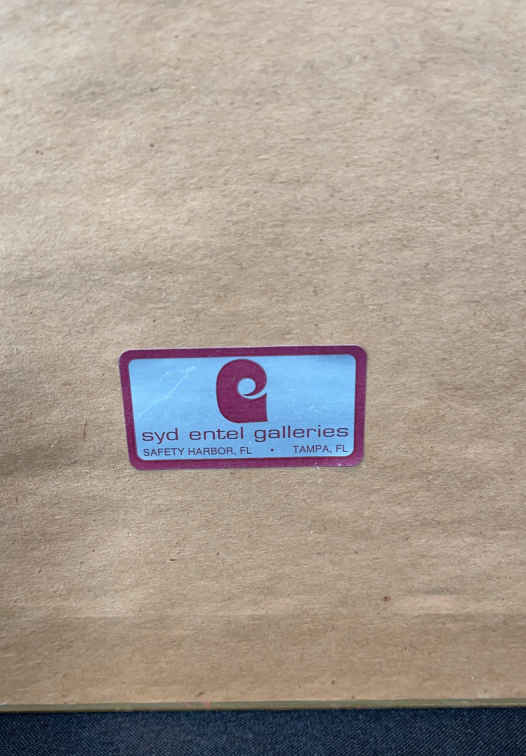 syd entel galleries
SAFETY HARBOR, FL • TAMPA, FL